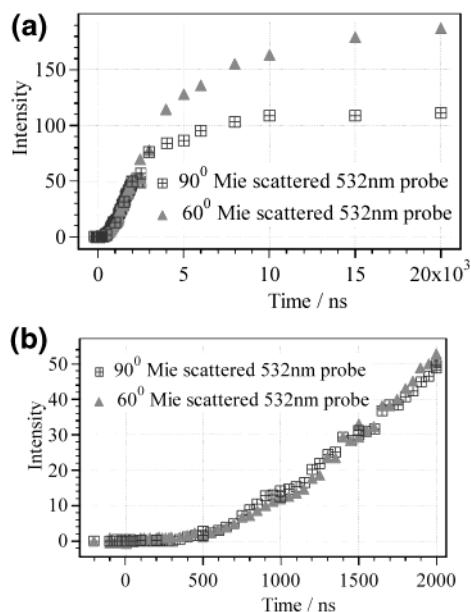 (a)
Intensity
150
100
50
0
90⁰ Mie scattered 532nm probe
60⁰ Mie scattered 532nm probe
0 5 10 15 20x10³
Time / ns
(b)
Intensity
50
40
30
20
10
0
90⁰ Mie scattered 532nm probe
60⁰ Mie scattered 532nm probe
0 500 1000 1500 2000
Time / ns